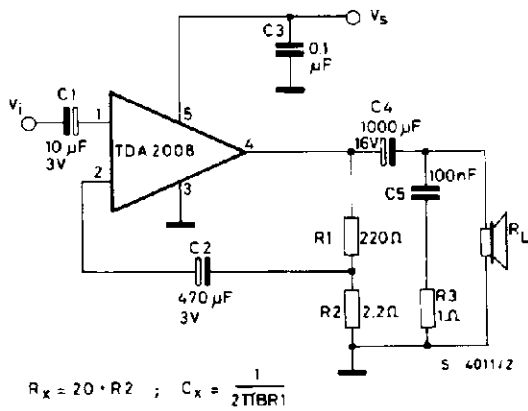 Vs
C3
0.1
µF
Vi
C1
10 µF
3V
1
2
5
TDA 2008
3
4
C4
1000 µF
16V
100nF
C5
RL
R1
220Ω
C2
470 µF
3V
R2
2.2Ω
R3
1Ω
S 4011/2
Rx = 20 • R2 ; Cx = 1 / 2πBR1